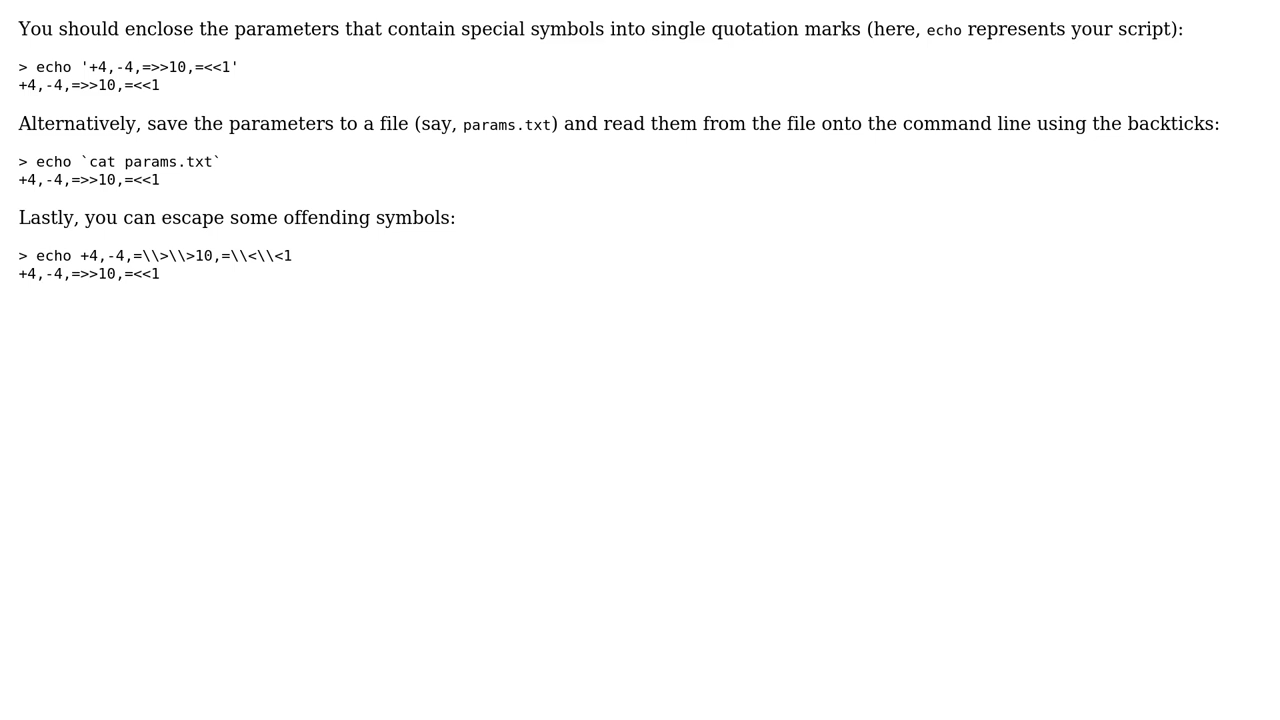 You should enclose the parameters that contain special symbols into single quotation marks (here, echo represents your script):
> echo '+4,-4,=>>10,=<<1'
+4,-4,=>>10,=<<1
Alternatively, save the parameters to a file (say, params.txt) and read them from the file onto the command line using the backticks:
> echo `cat params.txt`
+4,-4,=>>10,=<<1
Lastly, you can escape some offending symbols:
> echo +4,-4,=\\>\\>10,=\\<\\<1
+4,-4,=>>10,=<<1